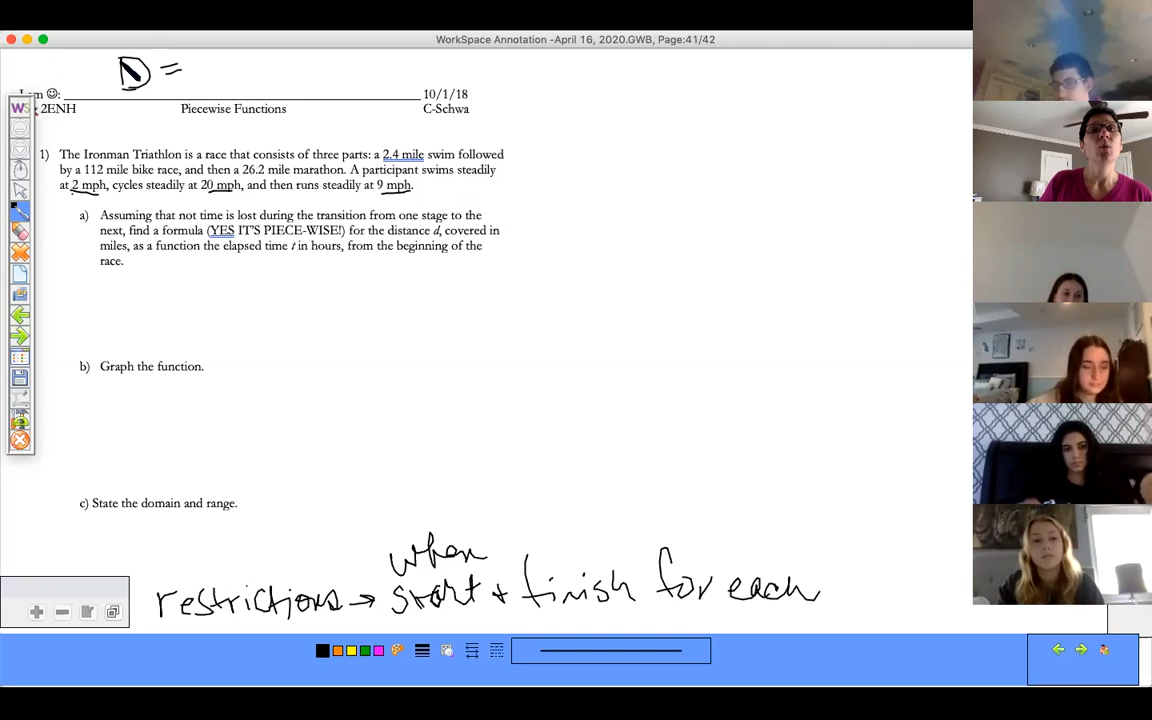 WorkSpace Annotation -April 16, 2020.GWB, Page:41/42
D =
10/1/18
2ENH Piecewise Functions C-Schwa
1) The Ironman Triathlon is a race that consists of three parts: a 2.4 mile swim followed
by a 112 mile bike race, and then a 26.2 mile marathon. A participant swims steadily
at 2 mph, cycles steadily at 20 mph, and then runs steadily at 9 mph.
a) Assuming that not time is lost during the transition from one stage to the
next, find a formula (YES IT'S PIECE-WISE!) for the distance d, covered in
miles, as a function the elapsed time t in hours, from the beginning of the
race.
b) Graph the function.
c) State the domain and range.
when
restrictions → start + finish for each